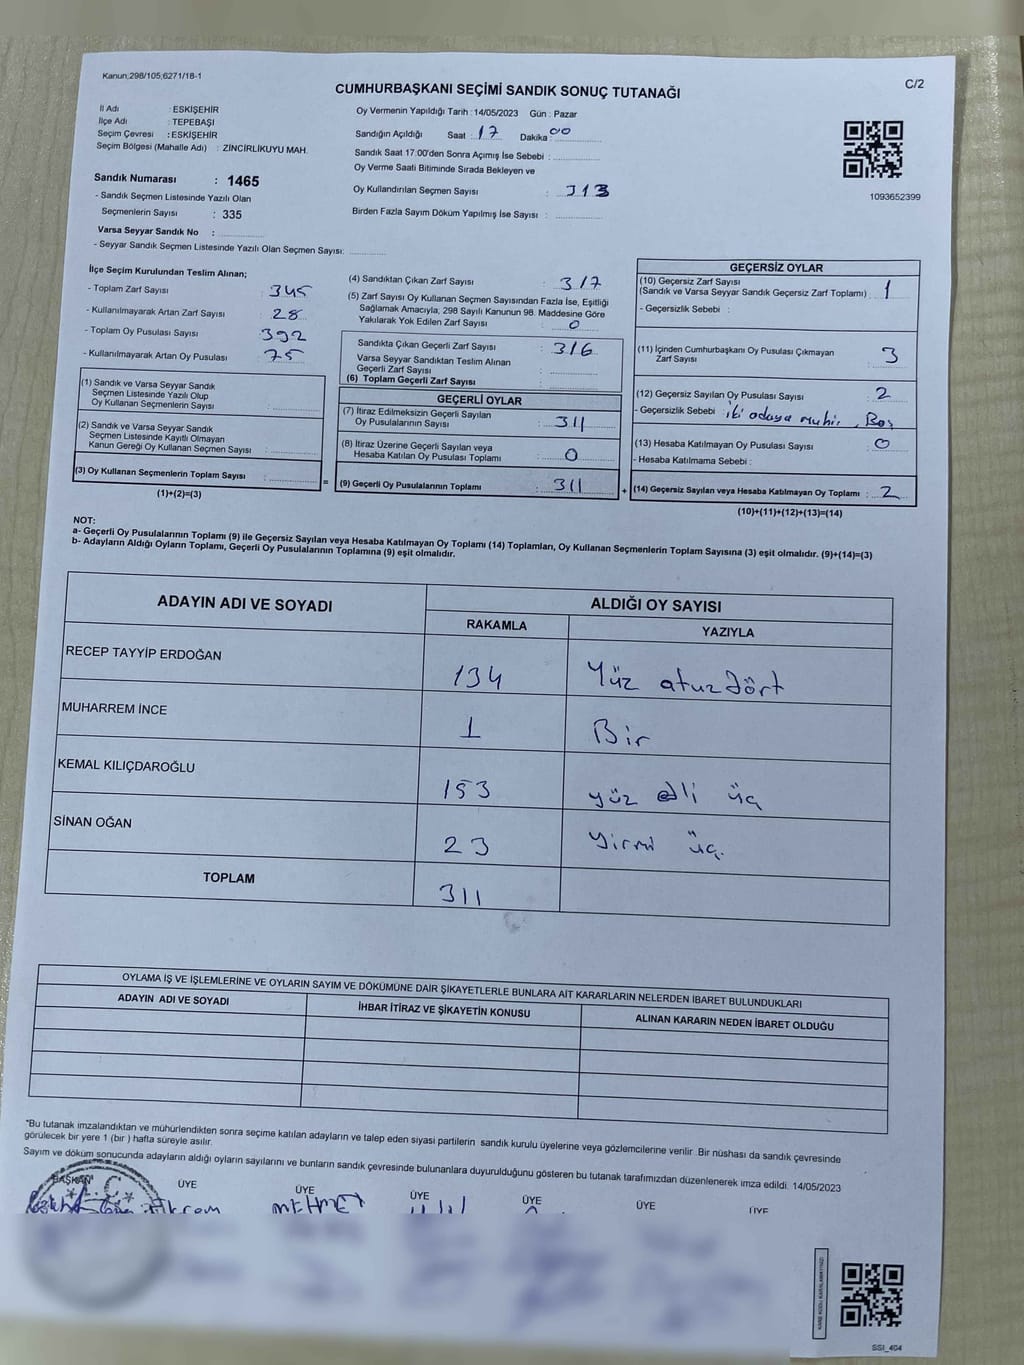 Kanun;298/105;6271/18-1
C/2
CUMHURBAŞKANI SEÇİMİ SANDIK SONUÇ TUTANAĞI
İl Adı : ESKİŞEHİR
İlçe Adı : TEPEBAŞI
Seçim Çevresi : ESKİŞEHİR
Seçim Bölgesi (Mahalle Adı) : ZİNCİRLİKUYU MAH.
Sandık Numarası : 1465
- Sandık Seçmen Listesinde Yazılı Olan
Seçmenlerin Sayısı : 335
Varsa Seyyar Sandık No :
- Seyyar Sandık Seçmen Listesinde Yazılı Olan Seçmen Sayısı:
Oy Vermenin Yapıldığı Tarih : 14/05/2023 Gün : Pazar
Sandığın Açıldığı Saat : 17 Dakika : 00
Sandık Saat 17:00'den Sonra Açımış İse Sebebi :
Oy Verme Saati Bitiminde Sırada Bekleyen ve
Oy Kullandırılan Seçmen Sayısı : 313
Birden Fazla Sayım Döküm Yapılmış İse Sayısı :
1093652399
İlçe Seçim Kurulundan Teslim Alınan;
- Toplam Zarf Sayısı : 345
- Kullanılmayarak Artan Zarf Sayısı : 28
- Toplam Oy Pusulası Sayısı : 392
- Kullanılmayarak Artan Oy Pusulası : 75
(1) Sandık ve Varsa Seyyar Sandık
Seçmen Listesinde Yazılı Olup
Oy Kullanan Seçmenlerin Sayısı :
(2) Sandık ve Varsa Seyyar Sandık
Seçmen Listesinde Kayıtlı Olmayan
Kanun Gereği Oy Kullanan Seçmen Sayısı :
(3) Oy Kullanan Seçmenlerin Toplam Sayısı :
(1)+(2)=(3)
(4) Sandıktan Çıkan Zarf Sayısı : 317
(5) Zarf Sayısı Oy Kullanan Seçmen Sayısından Fazla İse, Eşitliği
Sağlamak Amacıyla, 298 Sayılı Kanunun 98. Maddesine Göre
Yakılarak Yok Edilen Zarf Sayısı : 0
Sandıkta Çıkan Geçerli Zarf Sayısı : 316
Varsa Seyyar Sandıktan Teslim Alınan
Geçerli Zarf Sayısı :
(6) Toplam Geçerli Zarf Sayısı :
GEÇERLİ OYLAR
(7) İtiraz Edilmeksizin Geçerli Sayılan
Oy Pusulalarının Sayısı : 311
(8) İtiraz Üzerine Geçerli Sayılan veya
Hesaba Katılan Oy Pusulası Toplamı : 0
= (9) Geçerli Oy Pusulalarının Toplamı : 311
GEÇERSİZ OYLAR
(10) Geçersiz Zarf Sayısı
(Sandık ve Varsa Seyyar Sandık Geçersiz Zarf Toplamı) : 1
- Geçersizlik Sebebi :
(11) İçinden Cumhurbaşkanı Oy Pusulası Çıkmayan
Zarf Sayısı : 3
(12) Geçersiz Sayılan Oy Pusulası Sayısı : 2
- Geçersizlik Sebebi : iki adaya muhür, Boş
(13) Hesaba Katılmayan Oy Pusulası Sayısı : 0
- Hesaba Katılmama Sebebi :
+ (14) Geçersiz Sayılan veya Hesaba Katılmayan Oy Toplamı : 2
(10)+(11)+(12)+(13)=(14)
NOT:
a- Geçerli Oy Pusulalarının Toplamı (9) ile Geçersiz Sayılan veya Hesaba Katılmayan Oy Toplamı (14) Toplamları, Oy Kullanan Seçmenlerin Toplam Sayısına (3) eşit olmalıdır. (9)+(14)=(3)
b- Adayların Aldığı Oyların Toplamı, Geçerli Oy Pusulalarının Toplamına (9) eşit olmalıdır.
ADAYIN ADI VE SOYADI ALDIĞI OY SAYISI
RAKAMLA YAZIYLA
RECEP TAYYİP ERDOĞAN 134 Yüz atuz dört
MUHARREM İNCE 1 Bir
KEMAL KILIÇDAROĞLU 153 yüz elli üç
SİNAN OĞAN 23 Yirmi üç.
TOPLAM 311
OYLAMA İŞ VE İŞLEMLERİNE VE OYLARIN SAYIM VE DÖKÜMÜNE DAİR ŞİKAYETLERLE BUNLARA AİT KARARLARIN NELERDEN İBARET BULUNDUKLARI
ADAYIN ADI VE SOYADI İHBAR İTİRAZ VE ŞİKAYETİN KONUSU ALINAN KARARIN NEDEN İBARET OLDUĞU
"Bu tutanak imzalandıktan ve mühürlendikten sonra seçime katılan adayların ve talep eden siyasi partilerin sandık kurulu üyelerine veya gözlemcilerine verilir. Bir nüshası da sandık çevresinde
görülecek bir yere 1 (bir ) hafta süreyle asılır.
Sayım ve döküm sonucunda adayların aldığı oyların sayılarını ve bunların sandık çevresinde bulunanlara duyurulduğunu gösteren bu tutanak tarafımızdan düzenlenerek imza edildi. 14/05/2023
BAŞKAN ÜYE ÜYE ÜYE ÜYE ÜYE ÜYE
Ekrem MEHMET
SSI_404